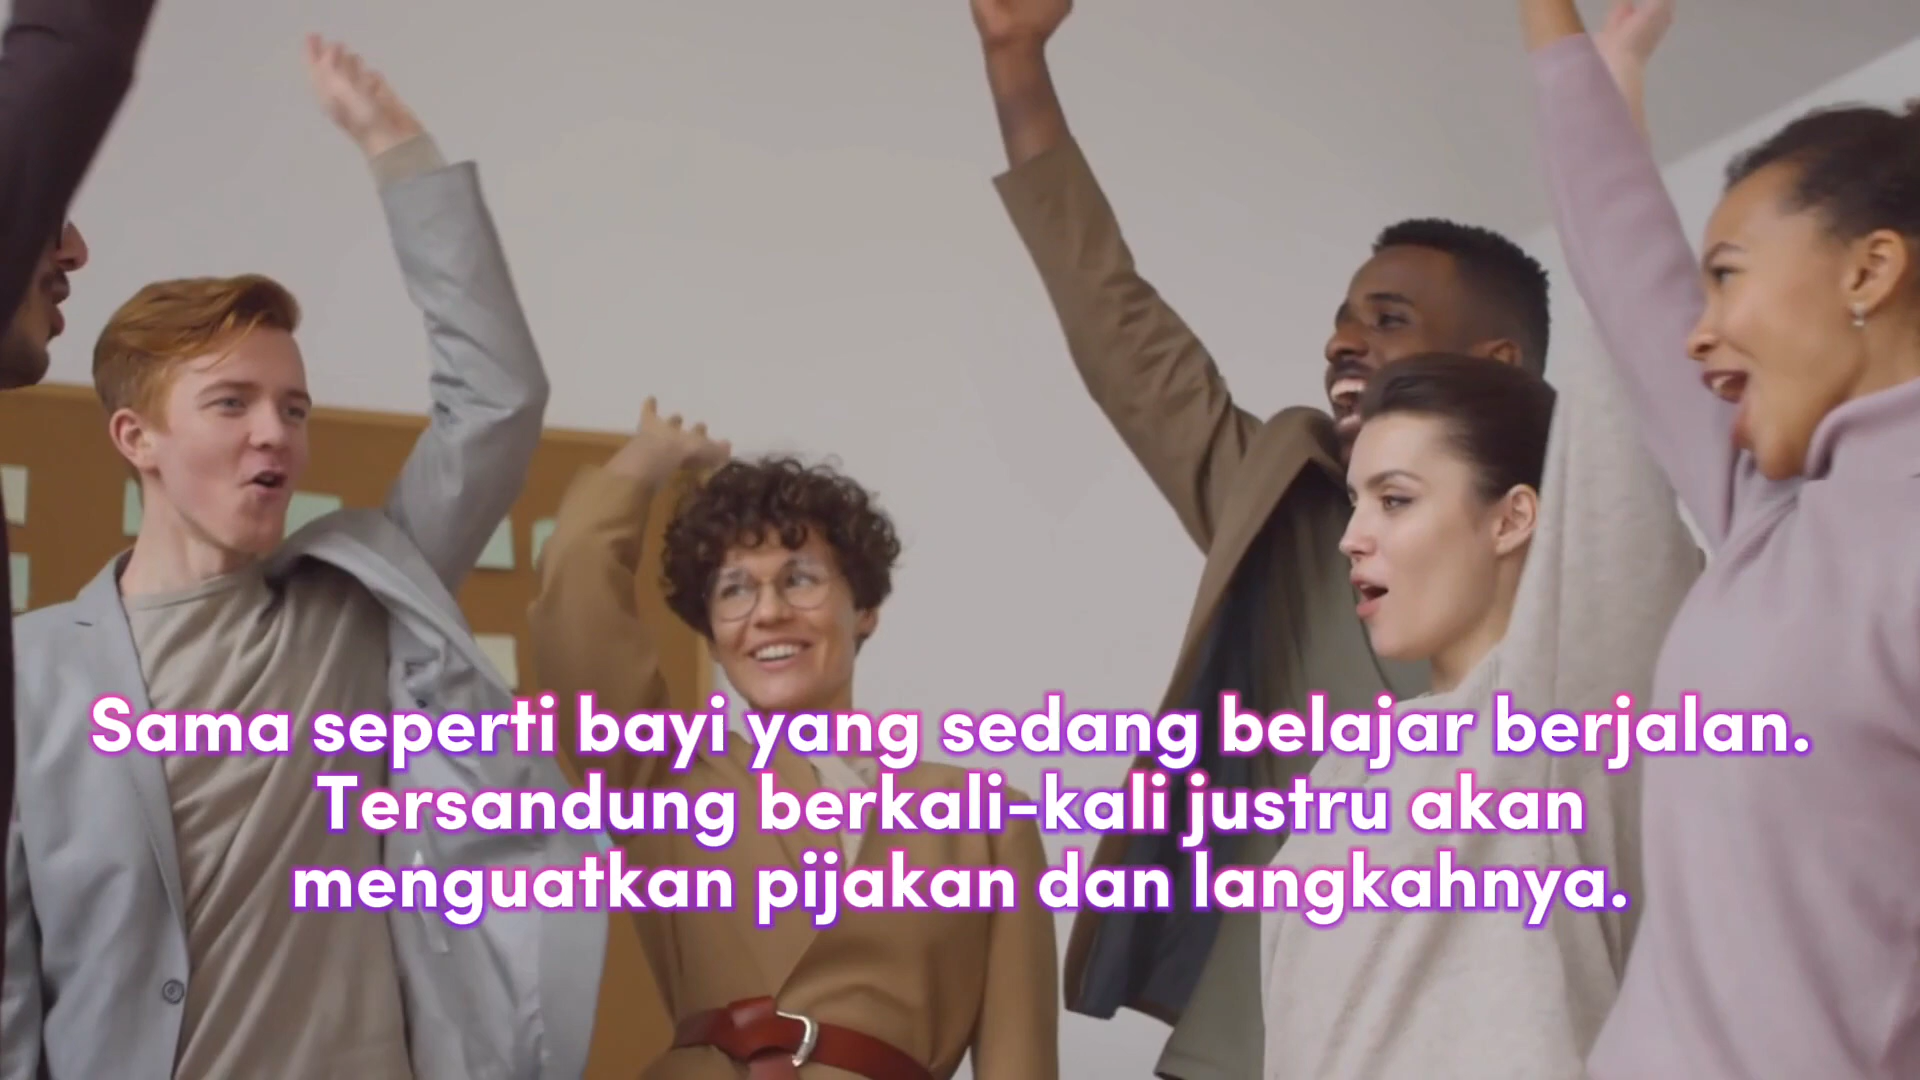 Sama seperti bayi yang sedang belajar berjalan.
Tersandung berkali-kali justru akan
menguatkan pijakan dan langkahnya.